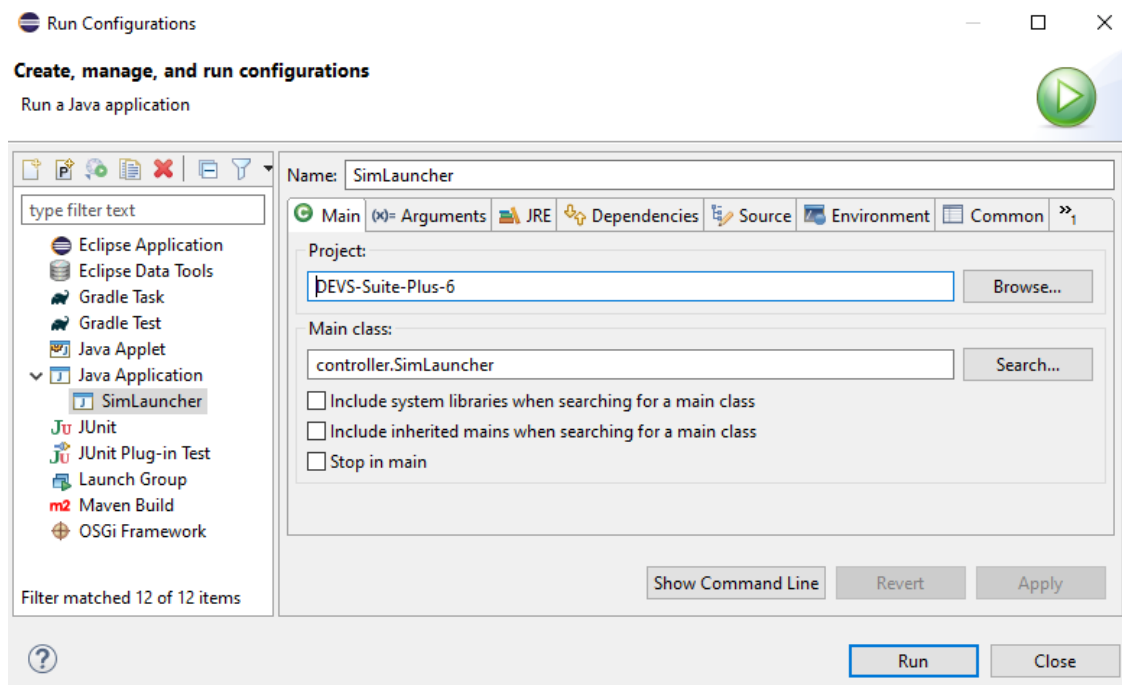 Run Configurations
Create, manage, and run configurations
Run a Java application
type filter text
Eclipse Application
Eclipse Data Tools
Gradle Task
Gradle Test
Java Applet
Java Application
SimLauncher
JUnit
JUnit Plug-in Test
Launch Group
Maven Build
OSGi Framework
Filter matched 12 of 12 items
Name: SimLauncher
Main (x)= Arguments JRE Dependencies Source Environment Common »1
Project:
DEVS-Suite-Plus-6 Browse...
Main class:
controller.SimLauncher Search...
Include system libraries when searching for a main class
Include inherited mains when searching for a main class
Stop in main
Show Command Line Revert Apply
Run Close